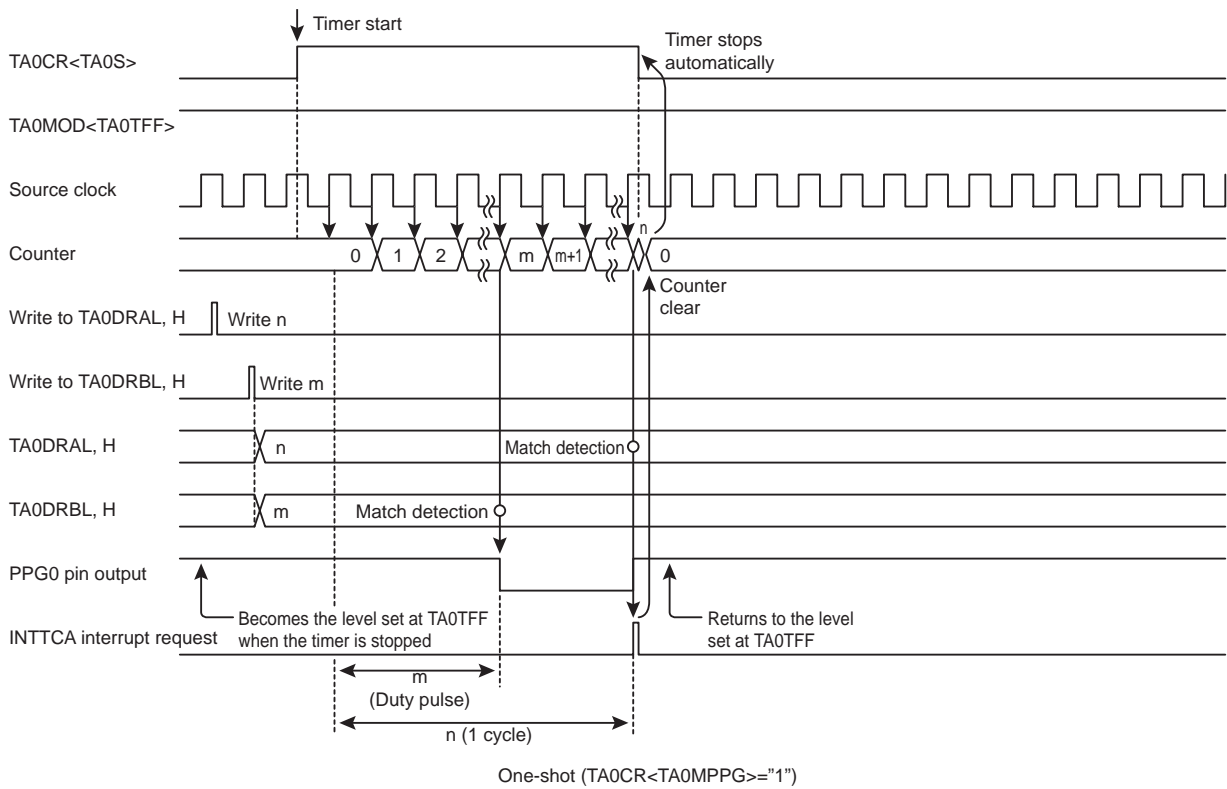 Timer start
TA0CR<TA0S>
Timer stops
automatically
TA0MOD<TA0TFF>
Source clock
n
Counter
0 1 2 m m+1 0
Counter
clear
Write to TA0DRAL, H
Write n
Write to TA0DRBL, H
Write m
TA0DRAL, H
n
Match detection
TA0DRBL, H
m
Match detection
PPG0 pin output
Becomes the level set at TA0TFF
when the timer is stopped
Returns to the level
set at TA0TFF
INTTCA interrupt request
m
(Duty pulse)
n (1 cycle)
One-shot (TA0CR<TA0MPPG>=”1”)